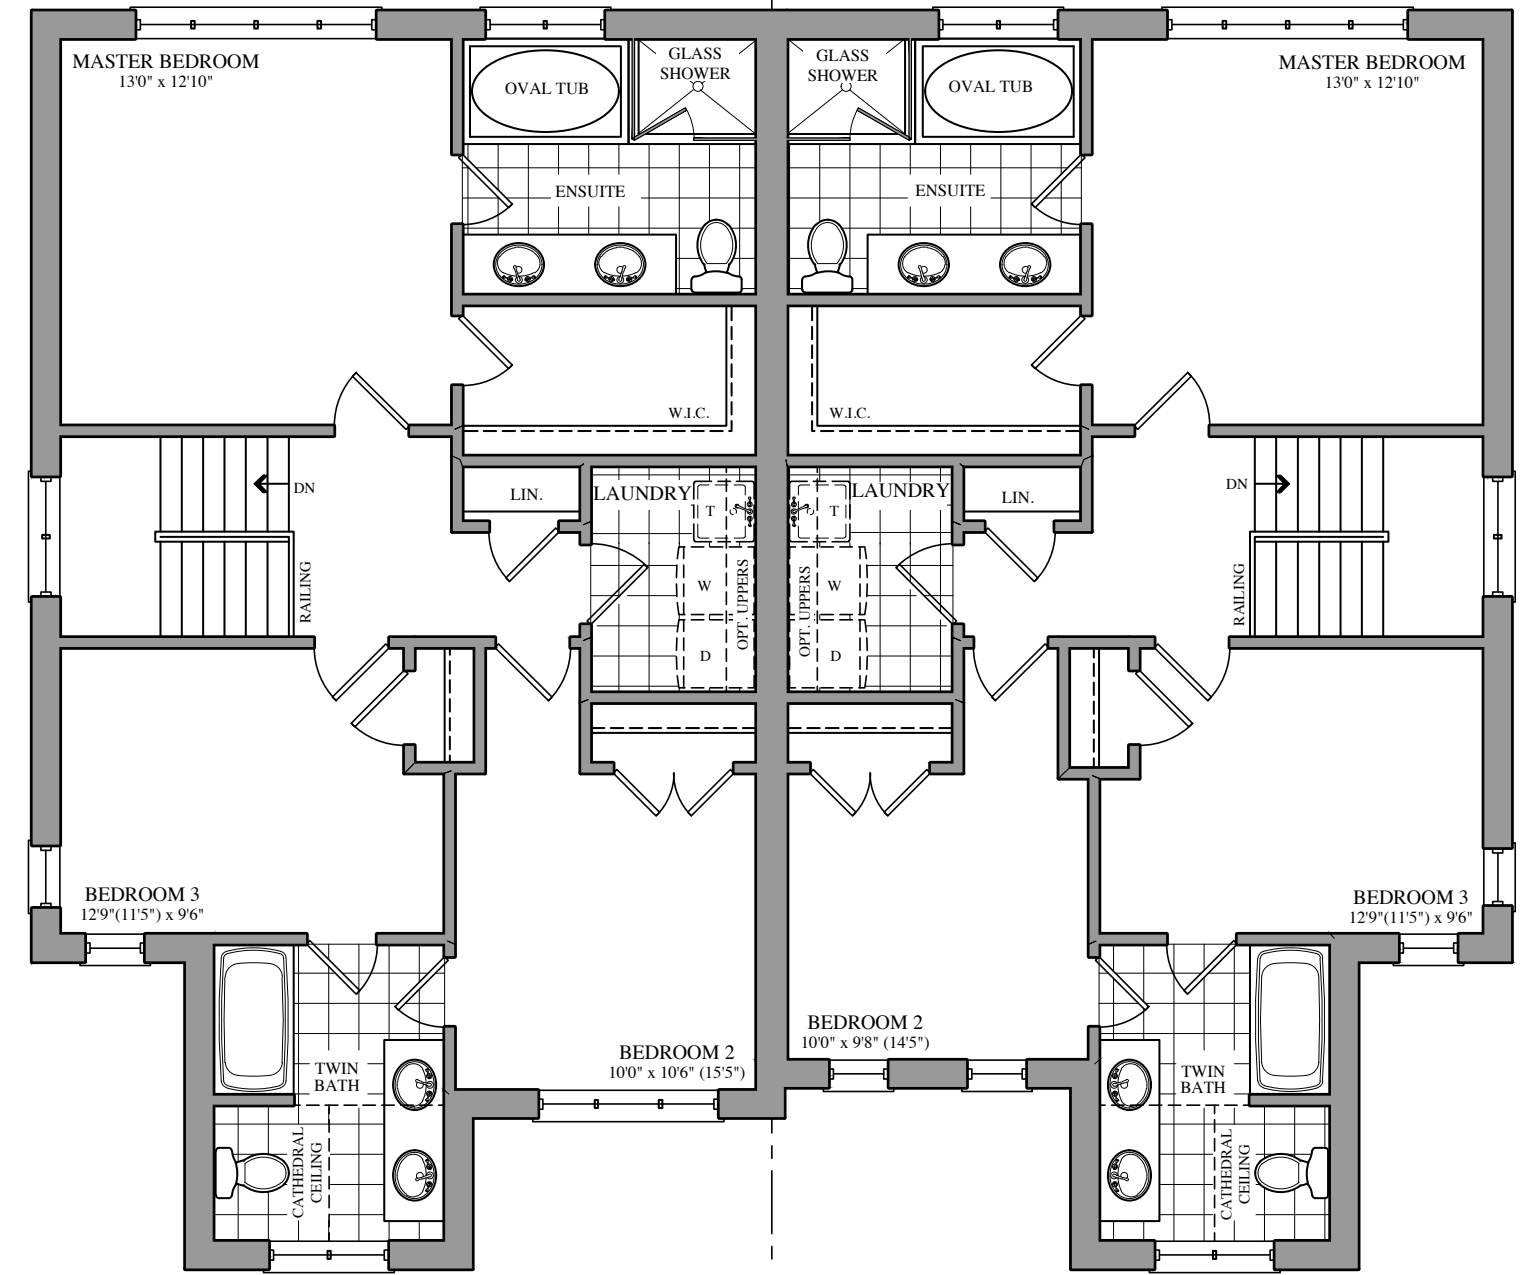 MASTER BEDROOM
13'0" x 12'10"
OVAL TUB
GLASS
SHOWER
GLASS
SHOWER
OVAL TUB
MASTER BEDROOM
13'0" x 12'10"
ENSUITE
ENSUITE
W.I.C.
W.I.C.
DN
LIN.
LAUNDRY
T
T
LAUNDRY
LIN.
DN
RAILING
W
D
OPT. UPPERS
OPT. UPPERS
W
D
RAILING
BEDROOM 3
12'9"(11'5") x 9'6"
BEDROOM 3
12'9"(11'5") x 9'6"
BEDROOM 2
10'0" x 10'6" (15'5")
BEDROOM 2
10'0" x 9'8" (14'5")
TWIN
BATH
TWIN
BATH
CATHEDRAL
CEILING
CATHEDRAL
CEILING